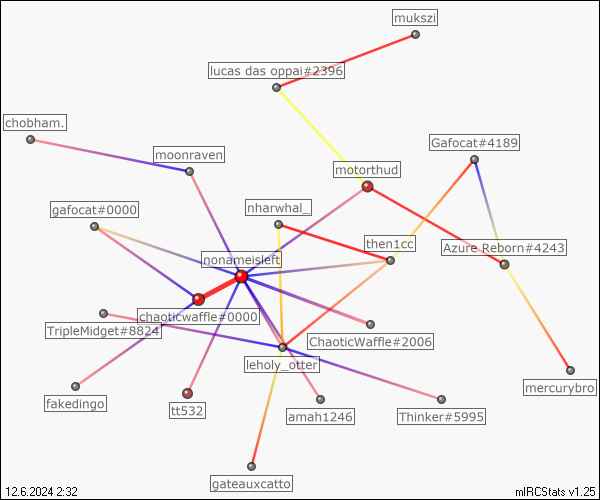 mukszi
lucas das oppai#2396
chobham.
moonraven
Gafocat#4189
motorthud
gafocat#0000
nharwhal_
then1cc
Azure Reborn#4243
nonameisleft
chaoticwaffle#0000
TripleMidget#8824
ChaoticWaffle#2006
leholy_otter
mercurybro
fakedingo
tt532
amah1246
Thinker#5995
gateauxcatto
12.6.2024 2:32
mIRCStats v1.25